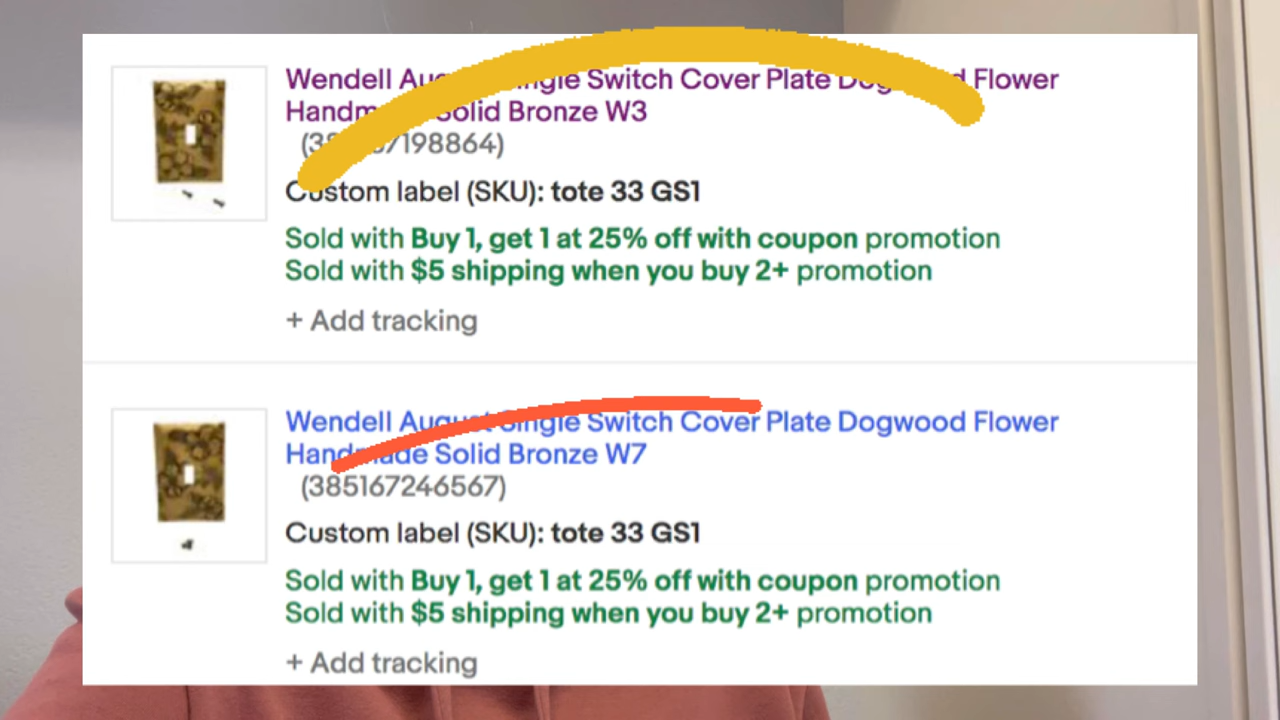 Wendell August Single Switch Cover Plate Dogwood Flower
Handmade Solid Bronze W3
7198864)
Custom label (SKU): tote 33 GS1
Sold with Buy 1, get 1 at 25% off with coupon promotion
Sold with $5 shipping when you buy 2+ promotion
+ Add tracking
Wendell August Single Switch Cover Plate Dogwood Flower
Handmade Solid Bronze W7
(385167246567)
Custom label (SKU): tote 33 GS1
Sold with Buy 1, get 1 at 25% off with coupon promotion
Sold with $5 shipping when you buy 2+ promotion
+ Add tracking